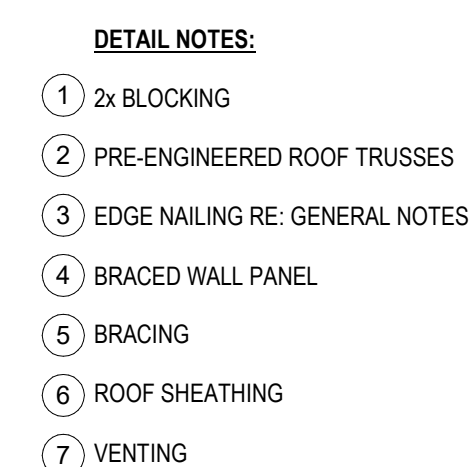 DETAIL NOTES:
1 2x BLOCKING
2 PRE-ENGINEERED ROOF TRUSSES
3 EDGE NAILING RE: GENERAL NOTES
4 BRACED WALL PANEL
5 BRACING
6 ROOF SHEATHING
7 VENTING